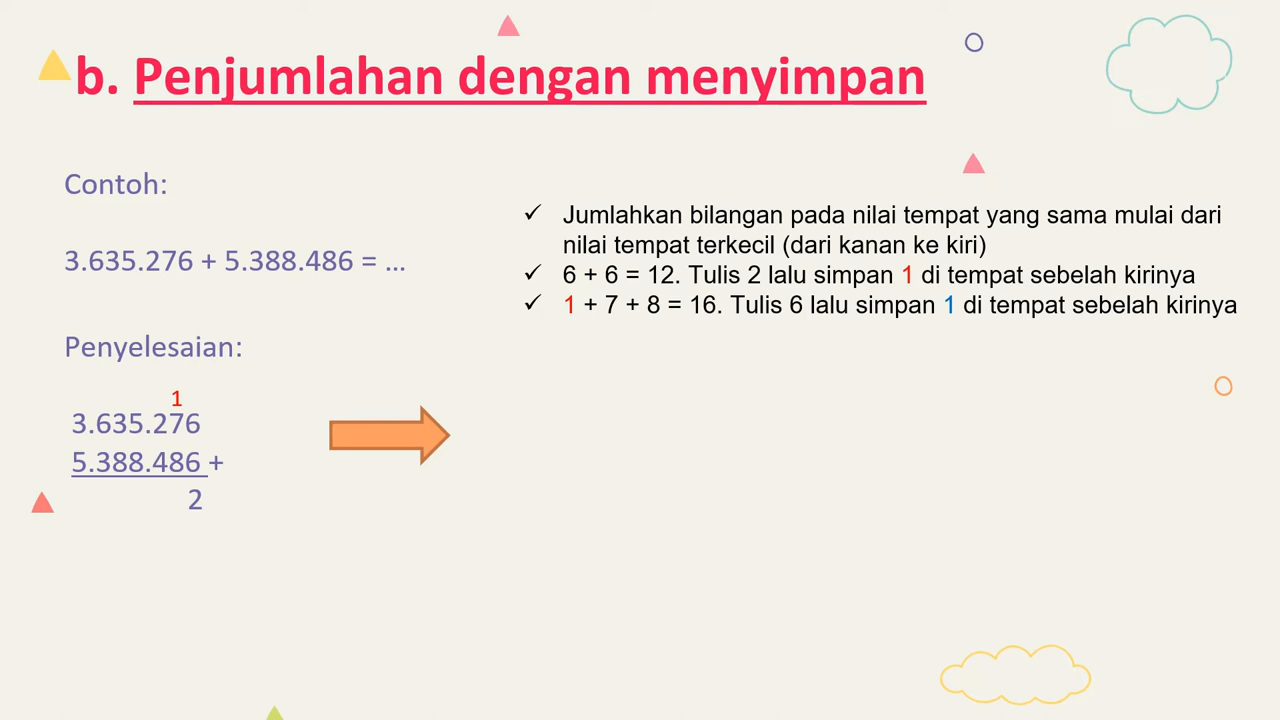 b. Penjumlahan dengan menyimpan
Contoh:
3.635.276 + 5.388.486 = ...
Penyelesaian:
1
3.635.276
5.388.486 +
2
✓ Jumlahkan bilangan pada nilai tempat yang sama mulai dari
nilai tempat terkecil (dari kanan ke kiri)
✓ 6 + 6 = 12. Tulis 2 lalu simpan 1 di tempat sebelah kirinya
✓ 1 + 7 + 8 = 16. Tulis 6 lalu simpan 1 di tempat sebelah kirinya